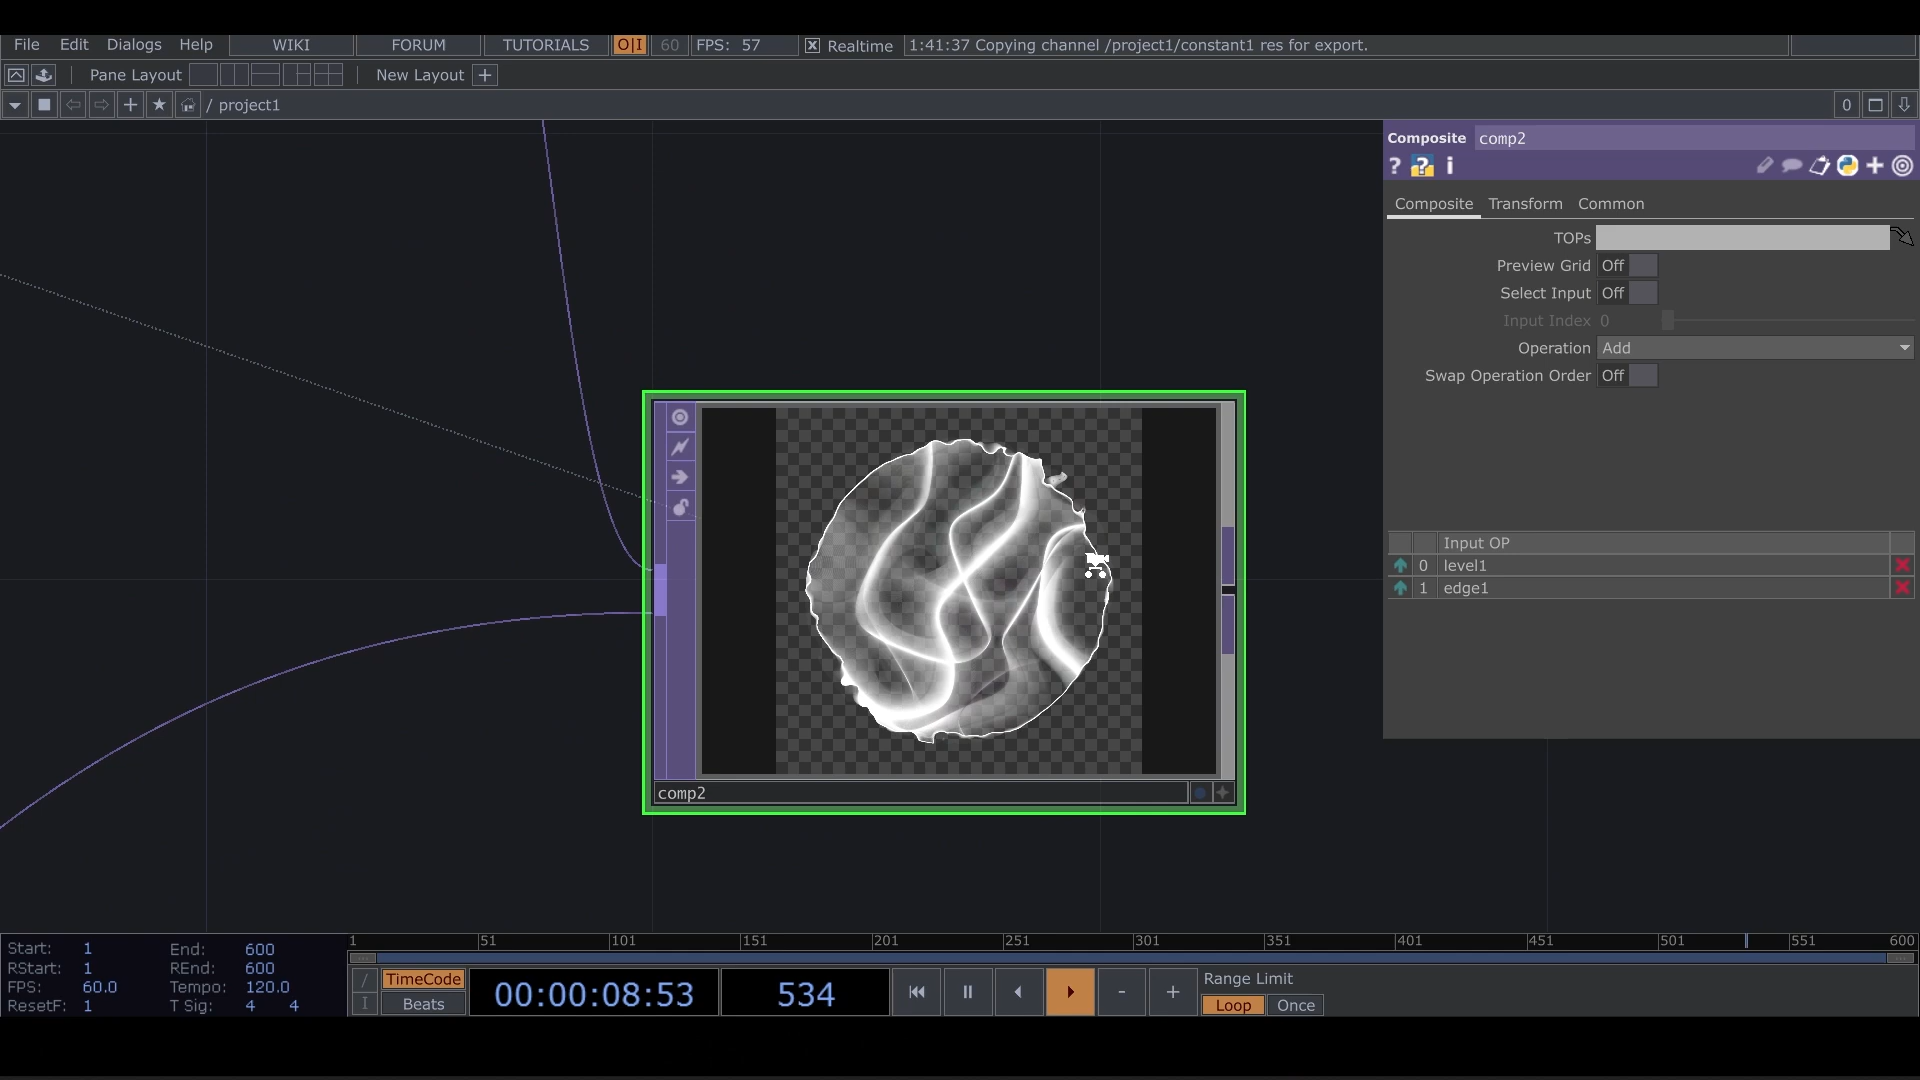 File Edit Dialogs Help WIKI FORUM TUTORIALS O|I 60 FPS: 57 Realtime 1:41:37 Copying channel /project1/constant1 res for export.
Pane Layout New Layout +
/ project1 0
Composite comp2
? ? i
Composite Transform Common
TOPs
Preview Grid Off
Select Input Off
Input Index 0
Operation Add
Swap Operation Order Off
Input OP
0 level1
1 edge1
comp2
1 51 101 151 201 251 301 351 401 451 501 551 600
Start: 1 End: 600
RStart: 1 REnd: 600
FPS: 60.0 Tempo: 120.0
ResetF: 1 T Sig: 4 4
/ TimeCode
I Beats
00:00:08:53 534 - +
Range Limit
Loop Once